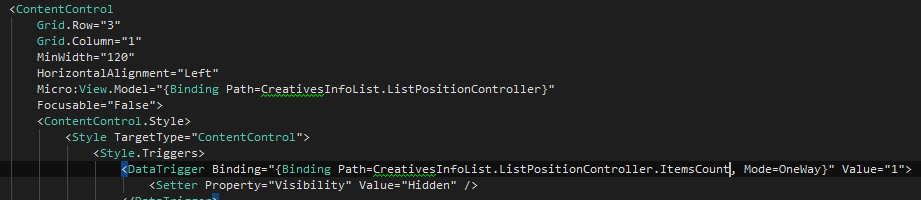 <ContentControl
Grid.Row="3"
Grid.Column="1"
MinWidth="120"
HorizontalAlignment="Left"
Micro:View.Model="{Binding Path=CreativesInfoList.ListPositionController}"
Focusable="False">
<ContentControl.Style>
<Style TargetType="ContentControl">
<Style.Triggers>
<DataTrigger Binding="{Binding Path=CreativesInfoList.ListPositionController.ItemsCount, Mode=OneWay}" Value="1">
<Setter Property="Visibility" Value="Hidden" />
</DataTrigger>